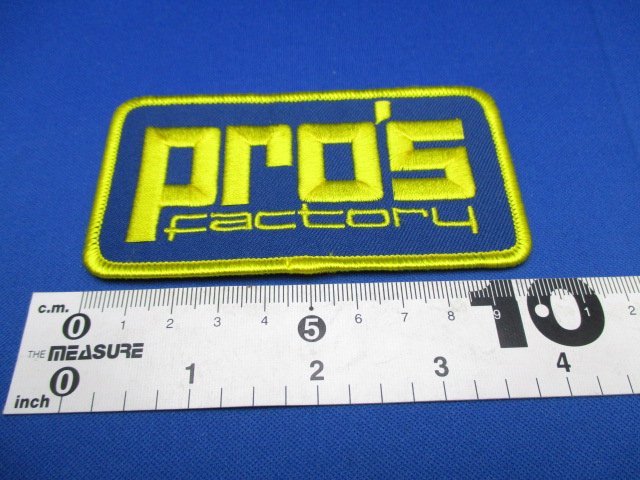 pro's
factory
c.m. 0 1 2 3 4 5 6 7 8 9 10 1 2
THE MEASURE
inch 0 1 2 3 4